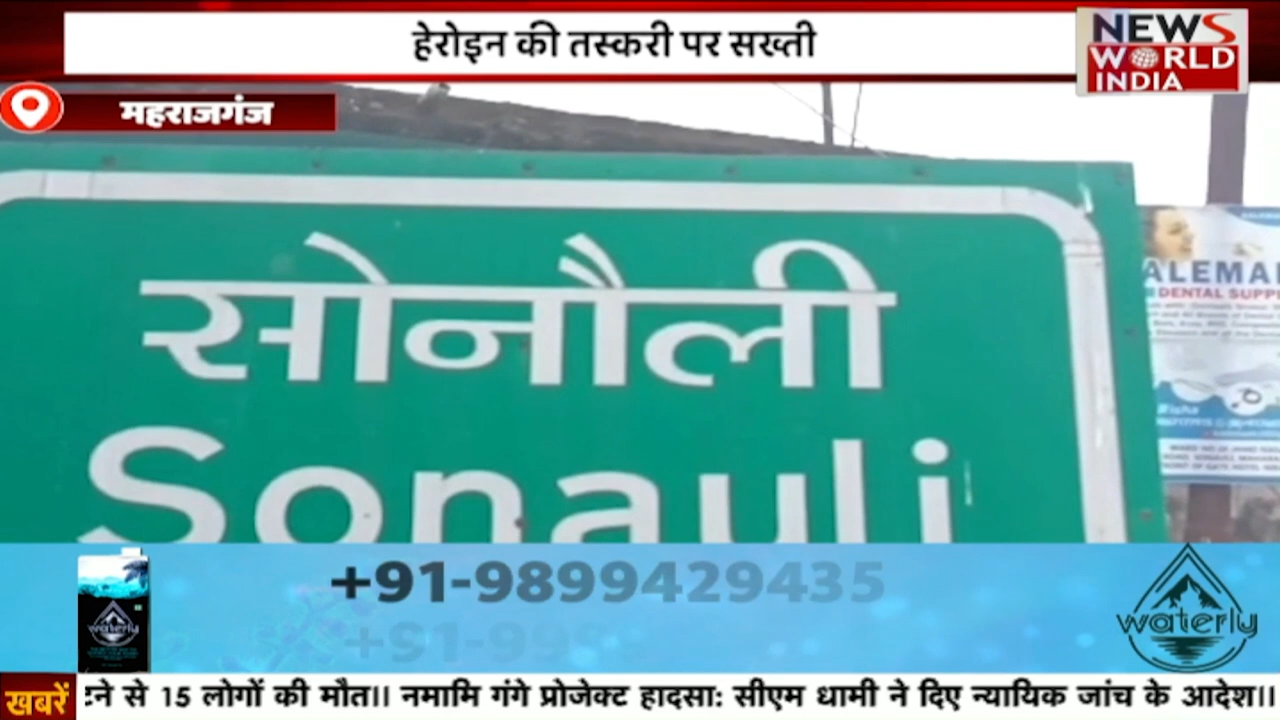 हेरोइन की तस्करी पर सख्ती
NEWS
WORLD
INDIA
महराजगंज
सोनौली
Sonauli
DENTAL
+91-9899429435
waterly
waterly
खबरें
टने से 15 लोगों की मौत।। नमामि गंगे प्रोजेक्ट हादसा: सीएम धामी ने दिए न्यायिक जांच के आदेश।।